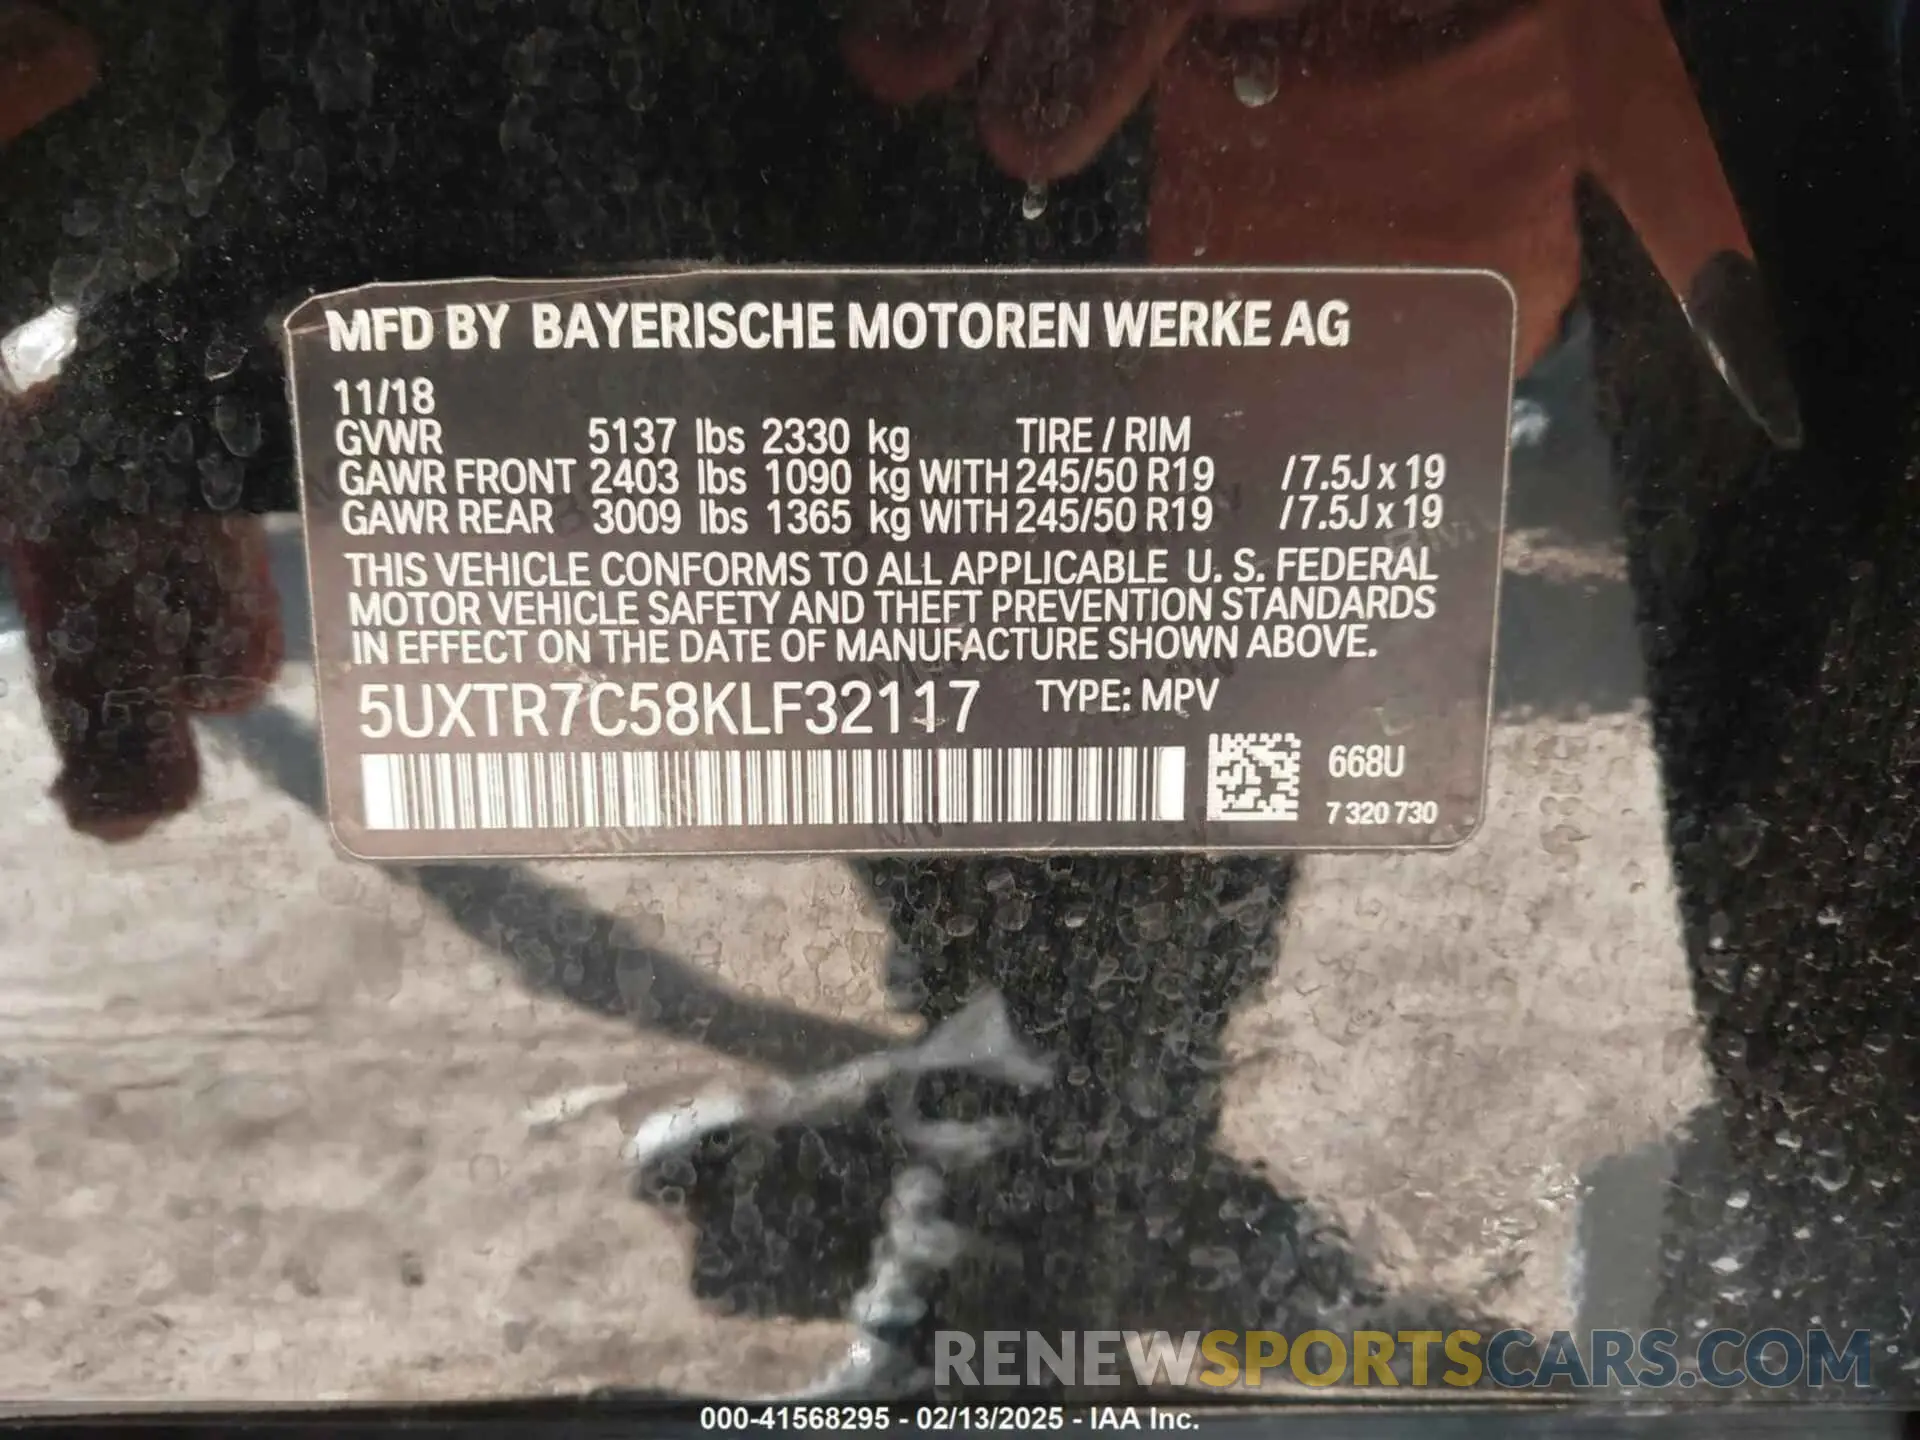 MFD BY BAYERISCHE MOTOREN WERKE AG
11/18
GVWR 5137 lbs 2330 kg TIRE / RIM
GAWR FRONT 2403 lbs 1090 kg WITH 245/50 R19 /7.5J x 19
GAWR REAR 3009 lbs 1365 kg WITH 245/50 R19 /7.5J x 19
THIS VEHICLE CONFORMS TO ALL APPLICABLE U. S. FEDERAL
MOTOR VEHICLE SAFETY AND THEFT PREVENTION STANDARDS
IN EFFECT ON THE DATE OF MANUFACTURE SHOWN ABOVE.
5UXTR7C58KLF32117 TYPE: MPV
668U
7 320 730
RENEWSPORTSCARS.COM
000-41568295 - 02/13/2025 - IAA Inc.